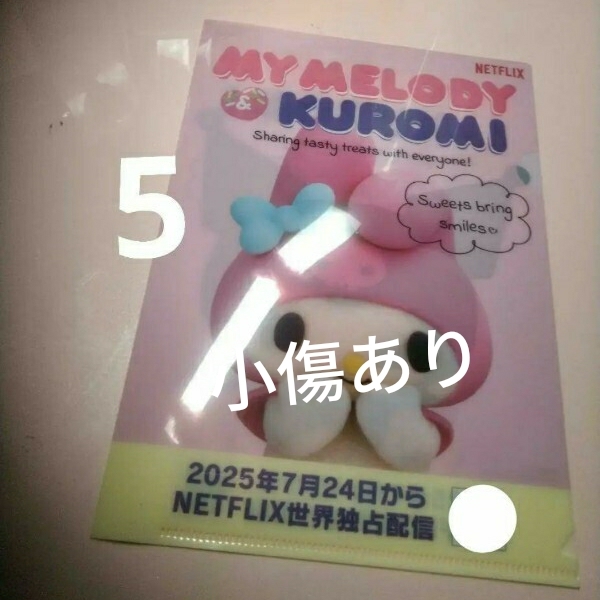 NETFLIX
MY MELODY
& KUROMI
Sharing tasty treats with everyone!
Sweets bring
smiles
5
小傷あり
2025年7月24日から
NETFLIX世界独占配信